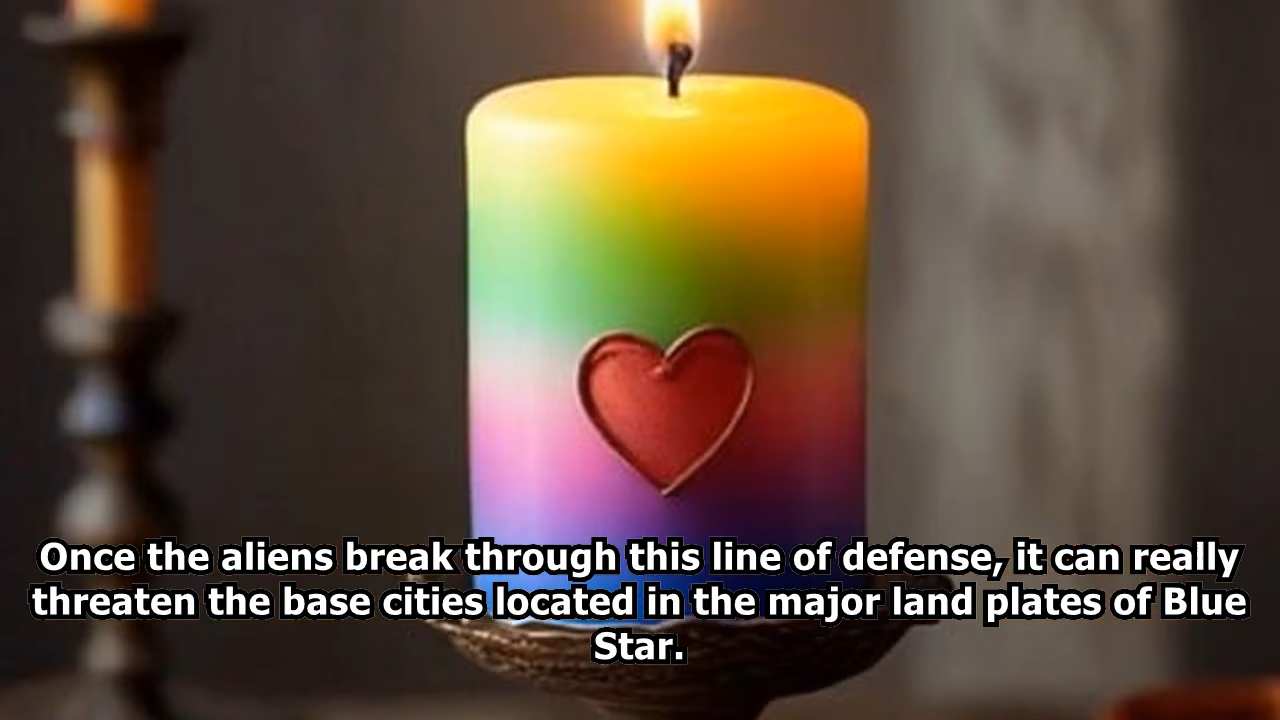 Once the aliens break through this line of defense, it can really
threaten the base cities located in the major land plates of Blue
Star.